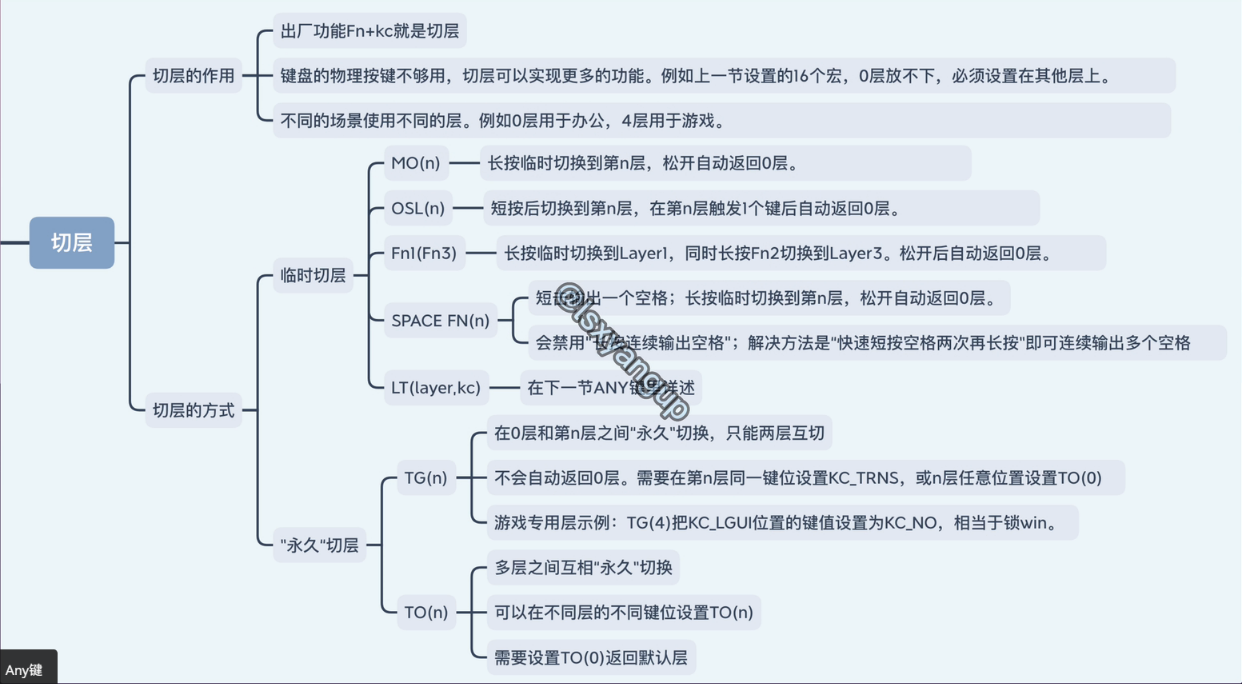 切层
切层的作用
出厂功能Fn+kc就是切层
键盘的物理按键不够用，切层可以实现更多的功能。例如上一节设置的16个宏，0层放不下，必须设置在其他层上。
不同的场景使用不同的层。例如0层用于办公，4层用于游戏。
切层的方式
临时切层
MO(n)
长按临时切换到第n层，松开自动返回0层。
OSL(n)
短按后切换到第n层，在第n层触发1个键后自动返回0层。
Fn1(Fn3)
长按临时切换到Layer1，同时长按Fn2切换到Layer3。松开后自动返回0层。
SPACE FN(n)
短击输出一个空格；长按临时切换到第n层，松开自动返回0层。
会禁用"长按连续输出空格"；解决方法是"快速短按空格两次再长按"即可连续输出多个空格
LT(layer,kc)
在下一节ANY键里详述
"永久"切层
TG(n)
在0层和第n层之间"永久"切换，只能两层互切
不会自动返回0层。需要在第n层同一键位设置KC_TRNS，或n层任意位置设置TO(0)
游戏专用层示例：TG(4)把KC_LGUI位置的键值设置为KC_NO，相当于锁win。
TO(n)
多层之间互相"永久"切换
可以在不同层的不同键位设置TO(n)
需要设置TO(0)返回默认层
@lsxyangup
Any键